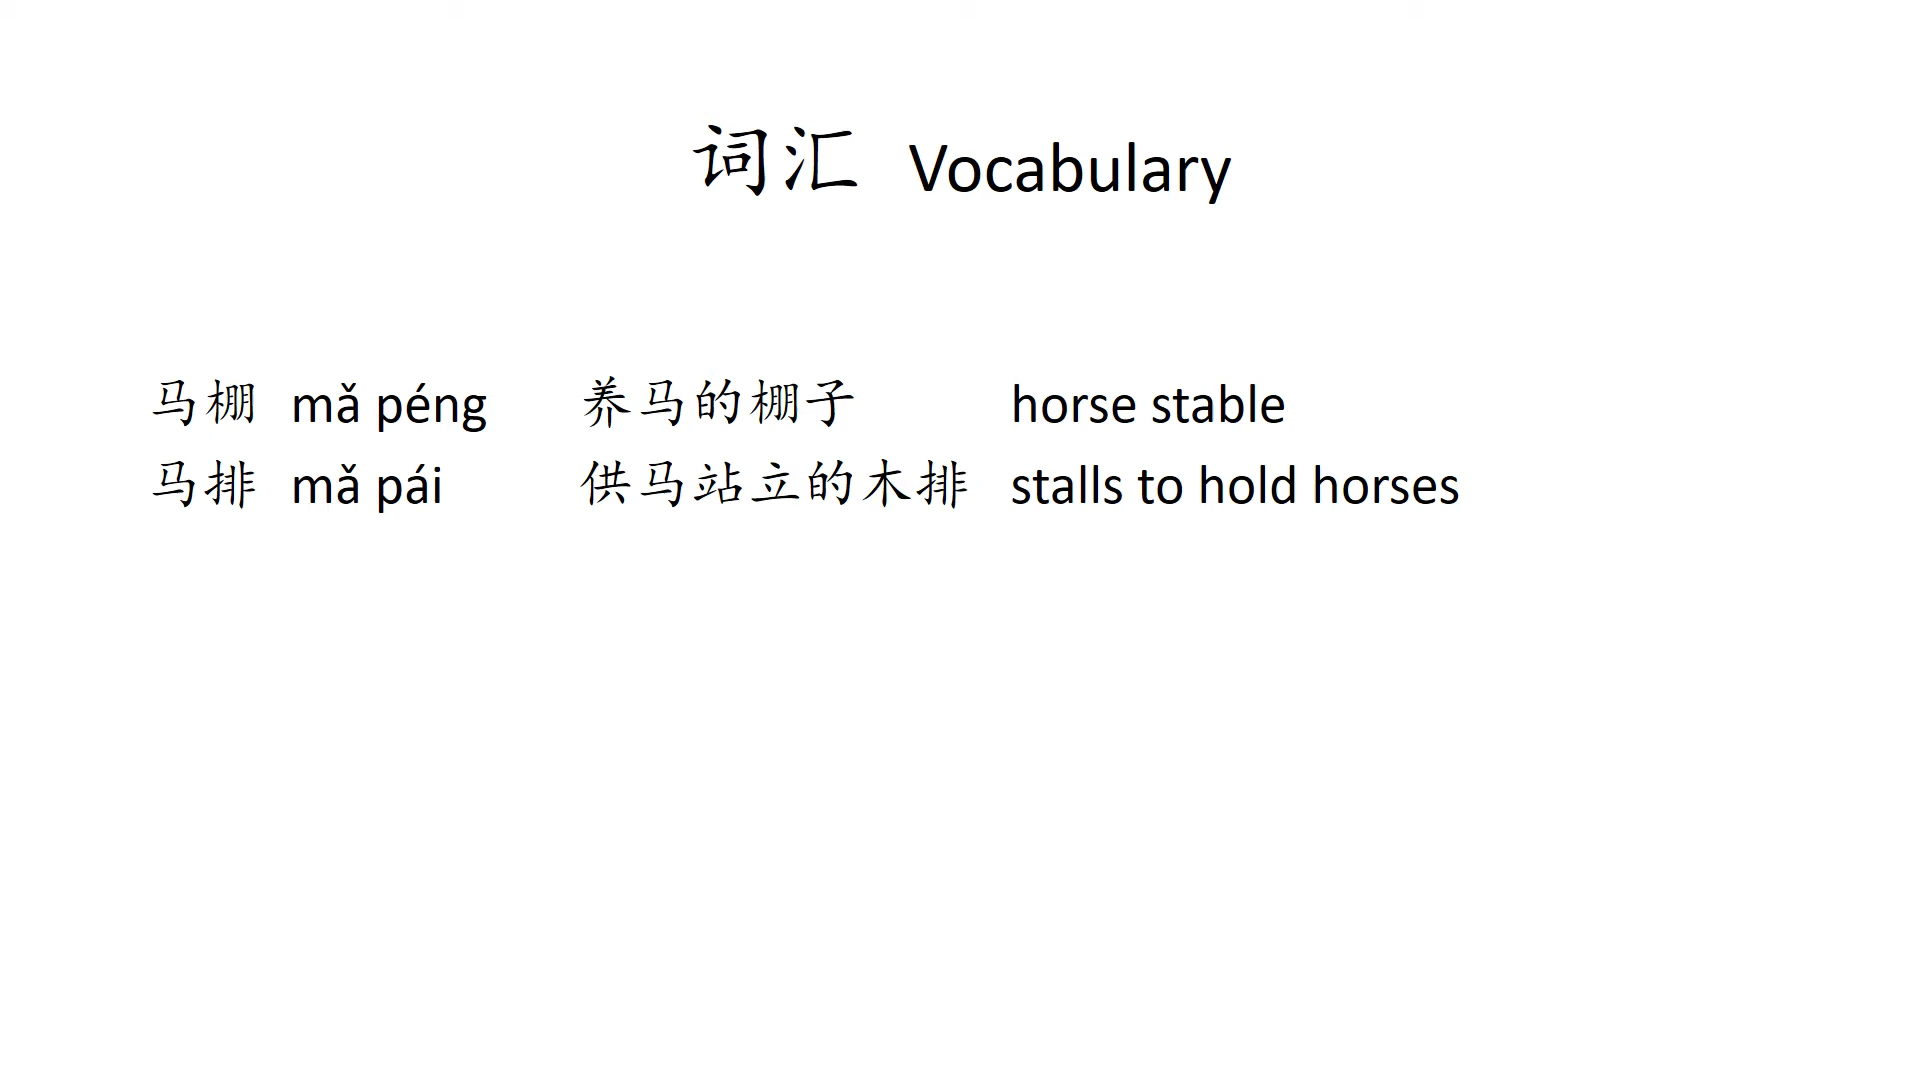 词汇 Vocabulary
马棚 mǎ péng 养马的棚子 horse stable
马排 mǎ pái 供马站立的木排 stalls to hold horses